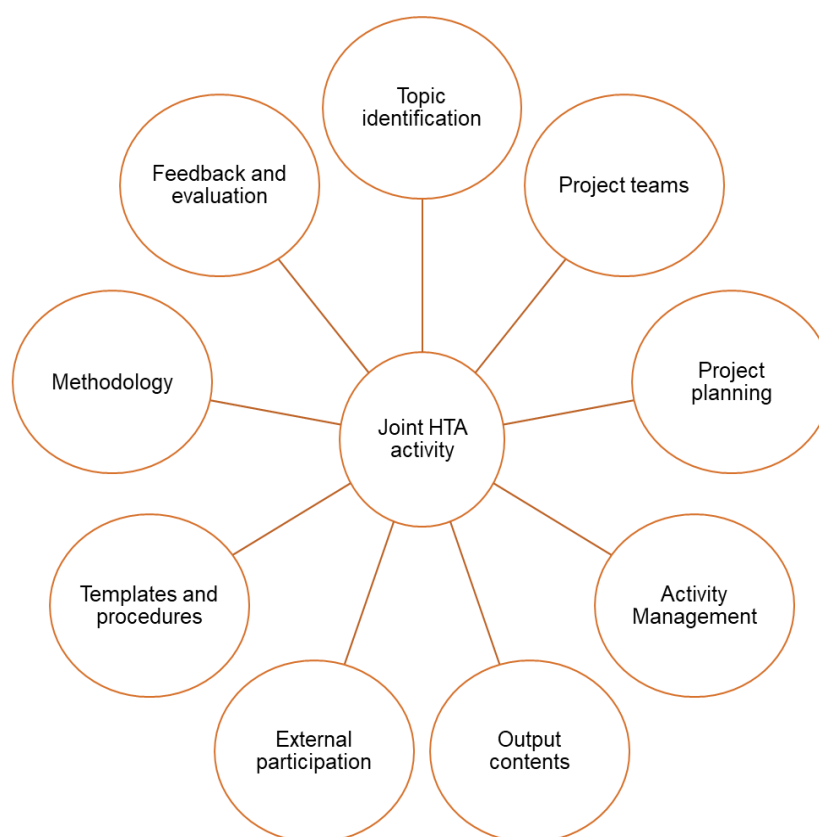 Topic
identification
Project teams
Project
planning
Activity
Management
Output
contents
External
participation
Templates and
procedures
Methodology
Feedback and
evaluation
Joint HTA
activity